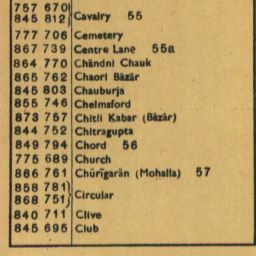 757 670
845 812 } Cavalry 55
777 706 Cemetery
867 739 Centre Lane 55a
864 770 Chāndni Chauk
865 762 Chaori Bāzār
845 803 Chauburja
855 746 Chelmsford
873 757 Chitli Kabar (Bāzār)
844 752 Chitragupta
849 794 Chord 56
775 689 Church
866 761 Chūrīgarān (Mohalla) 57
858 781
868 751 } Circular
840 711 Clive
845 695 Club